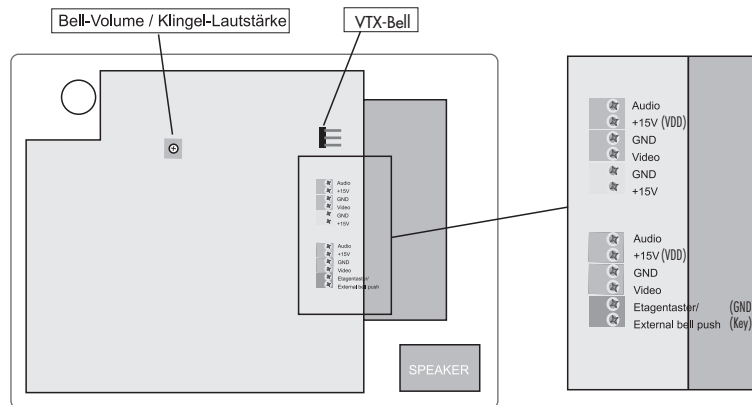 Bell-Volume / Klingel-Lautstärke
VTX-Bell
Audio
+15V
GND
Video
GND
+15V
Audio
+15V
GND
Video
Etagentaster/
External bell push
SPEAKER
Audio
+15V (VDD)
GND
Video
GND
+15V
Audio
+15V (VDD)
GND
Video
Etagentaster/ (GND
External bell push (Key)